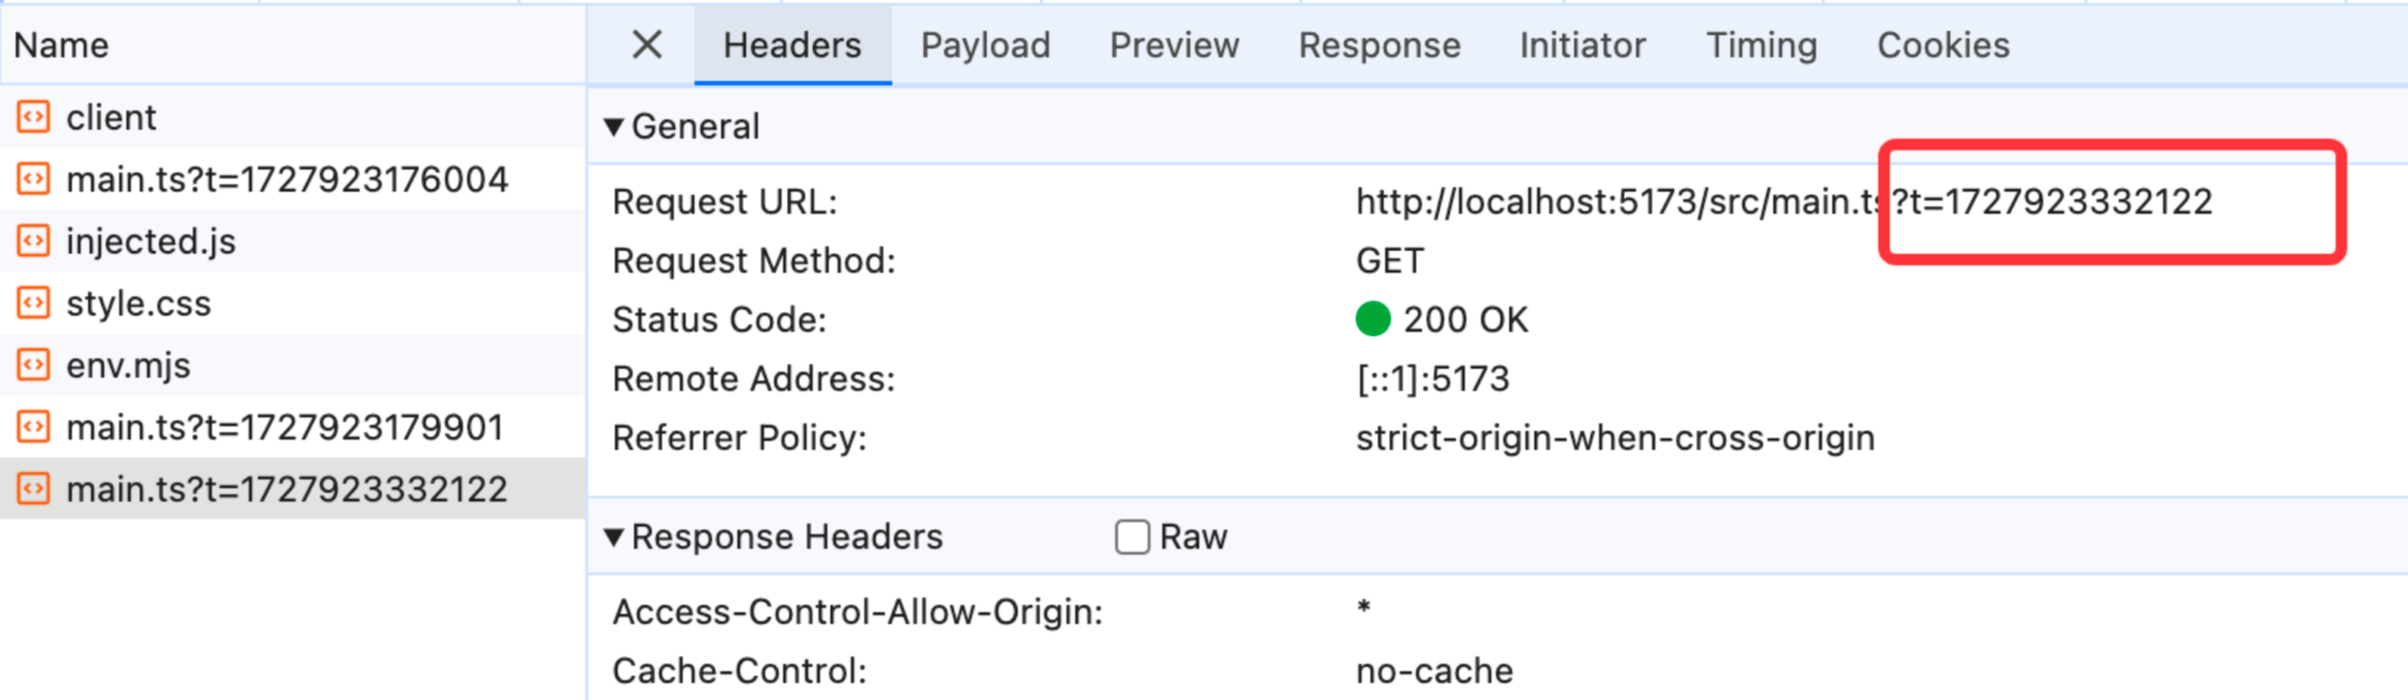 Name
client
main.ts?t=1727923176004
injected.js
style.css
env.mjs
main.ts?t=1727923179901
main.ts?t=1727923332122
Headers Payload Preview Response Initiator Timing Cookies
General
Request URL: http://localhost:5173/src/main.ts?t=1727923332122
Request Method: GET
Status Code: 200 OK
Remote Address: [::1]:5173
Referrer Policy: strict-origin-when-cross-origin
Response Headers Raw
Access-Control-Allow-Origin: *
Cache-Control: no-cache